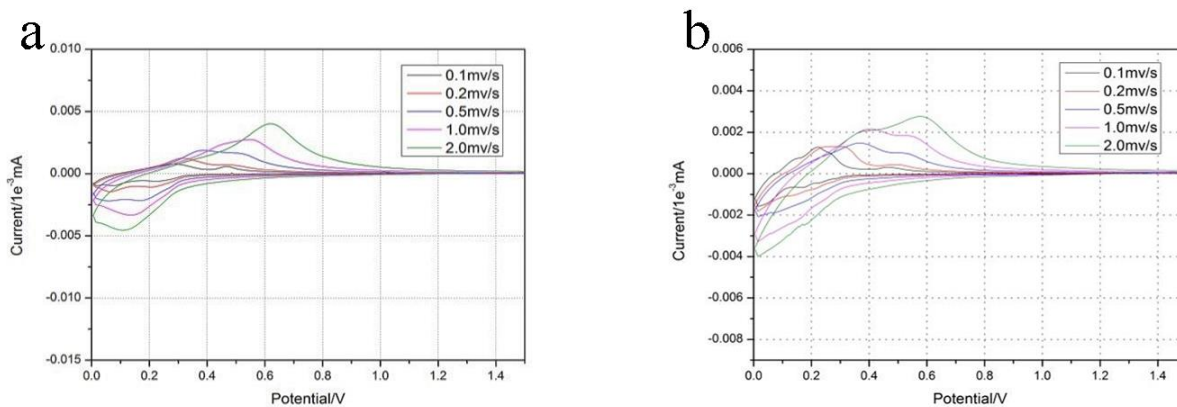 a
0.010
0.005
0.000
-0.005
-0.010
-0.015
Current/1e⁻³mA
0.1mv/s
0.2mv/s
0.5mv/s
1.0mv/s
2.0mv/s
0.0 0.2 0.4 0.6 0.8 1.0 1.2 1.4
Potential/V
b
0.006
0.004
0.002
0.000
-0.002
-0.004
-0.006
-0.008
Current/1e⁻³mA
0.1mv/s
0.2mv/s
0.5mv/s
1.0mv/s
2.0mv/s
0.0 0.2 0.4 0.6 0.8 1.0 1.2 1.4
Potential/V